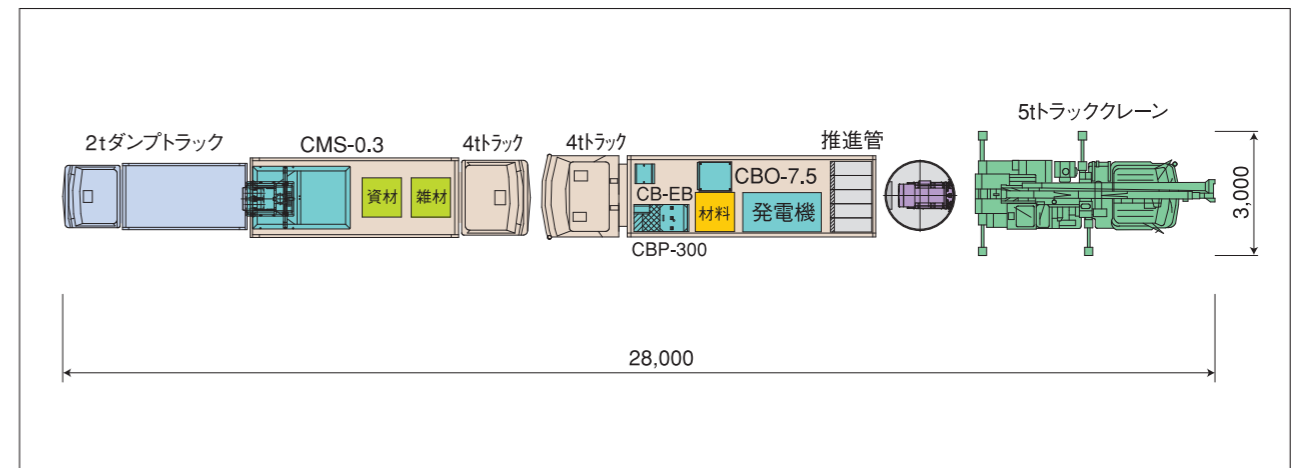 5tトラッククレーン
2tダンプトラック
CMS-0.3
4tトラック
4tトラック
推進管
資材
雑材
CB-EB
CBO-7.5
材料
発電機
CBP-300
3,000
28,000